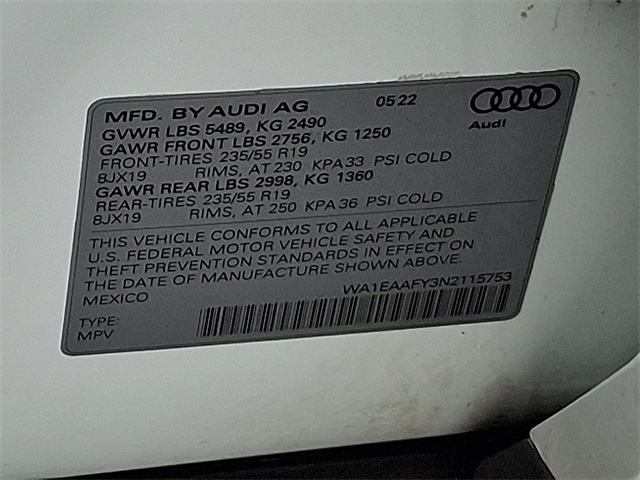 MFD. BY AUDI AG 05 22
Audi
GVWR LBS 5489, KG 2490
GAWR FRONT LBS 2756, KG 1250
FRONT-TIRES 235/55 R19
8JX19 RIMS, AT 230 KPA 33 PSI COLD
GAWR REAR LBS 2998, KG 1360
REAR-TIRES 235/55 R19
8JX19 RIMS, AT 250 KPA 36 PSI COLD
THIS VEHICLE CONFORMS TO ALL APPLICABLE
U.S. FEDERAL MOTOR VEHICLE SAFETY AND
THEFT PREVENTION STANDARDS IN EFFECT ON
THE DATE OF MANUFACTURE SHOWN ABOVE.
MEXICO
WA1EAAFY3N2115753
TYPE:
MPV